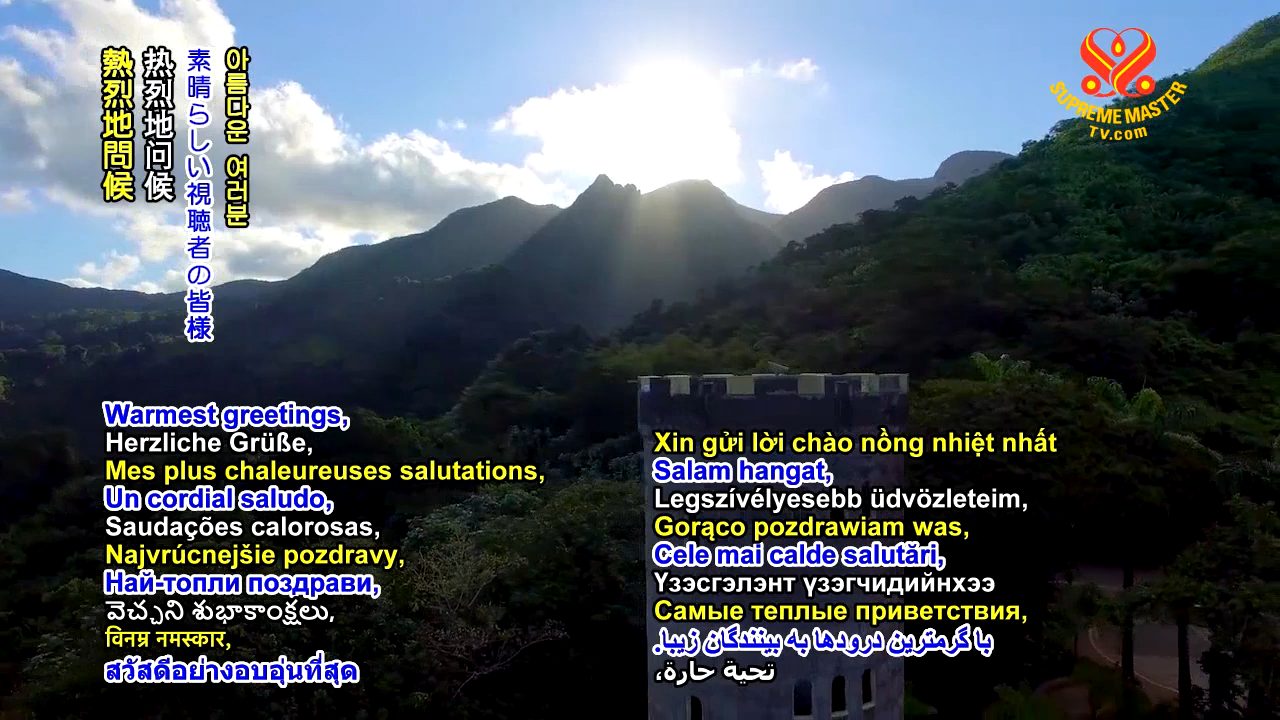 熱烈地問候
热烈地问候
素晴らしい視聴者の皆様
아름다운 여러분
SUPREME MASTER
TV.com
Warmest greetings,
Herzliche Grüße,
Mes plus chaleureuses salutations,
Un cordial saludo,
Saudações calorosas,
Najvrúcnejšie pozdravy,
Най-топли поздрави,
వెచ్చని శుభాకాంక్షలు,
विनम्र नमस्कार,
สวัสดีอย่างอบอุ่นที่สุด
Xin gửi lời chào nồng nhiệt nhất
Salam hangat,
Legszívélyesebb üdvözleteim,
Gorąco pozdrawiam was,
Cele mai calde salutări,
Үзэсгэлэнт үзэгчидийнхээ
Самые теплые приветствия,
با گرمترین درودها به بینندگان زیبا.
تحية حارة،